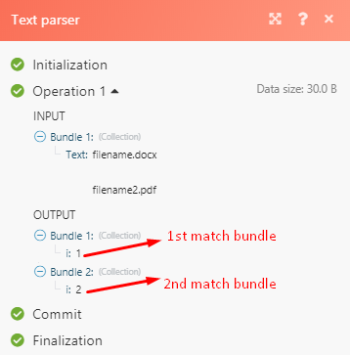 Text parser
Initialization
Operation 1
Data size: 30.0 B
INPUT
Bundle 1: (Collection)
Text: filename.docx
filename2.pdf
OUTPUT
Bundle 1: (Collection)
1st match bundle
i: 1
Bundle 2: (Collection)
2nd match bundle
i: 2
Commit
Finalization